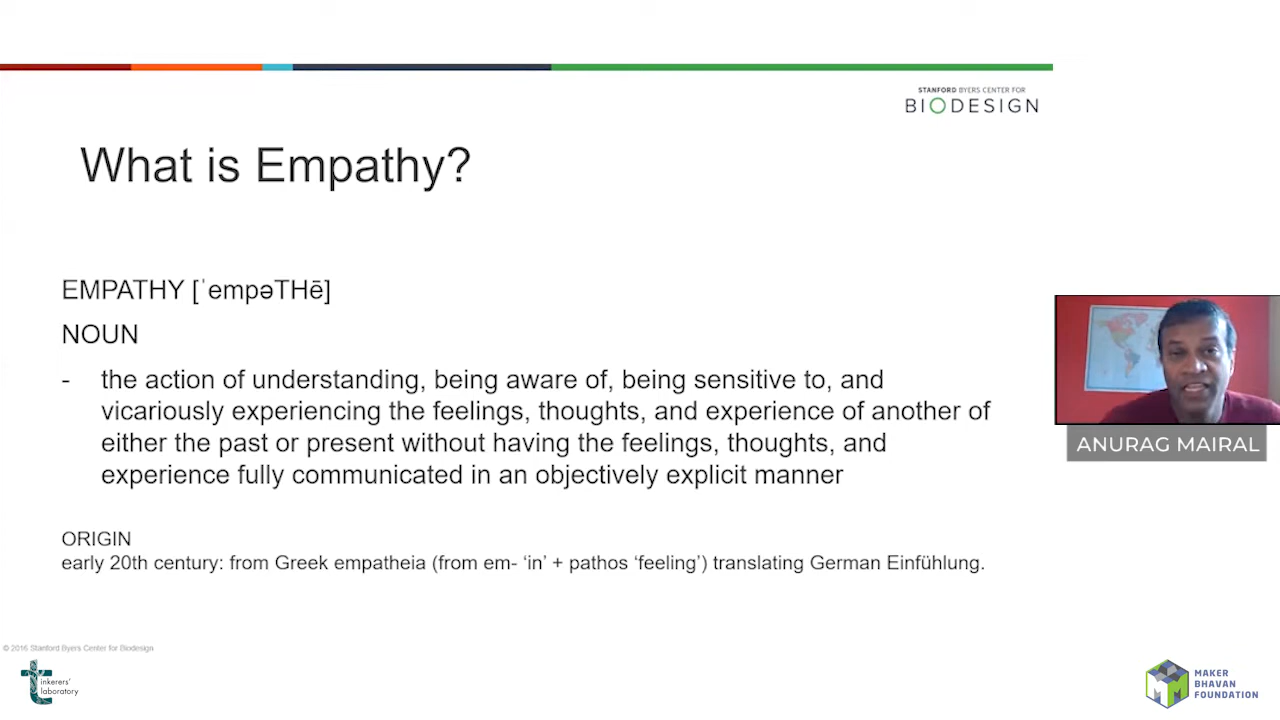 STANFORD BYERS CENTER FOR
BIODESIGN
What is Empathy?
EMPATHY [ˈempəTHē]
NOUN
- the action of understanding, being aware of, being sensitive to, and
vicariously experiencing the feelings, thoughts, and experience of another of
either the past or present without having the feelings, thoughts, and
experience fully communicated in an objectively explicit manner
ANURAG MAIRAL
ORIGIN
early 20th century: from Greek empatheia (from em- ‘in’ + pathos ‘feeling’) translating German Einfühlung.
© 2016 Stanford Byers Center for Biodesign
tinkerers'
laboratory
MAKER
BHAVAN
FOUNDATION